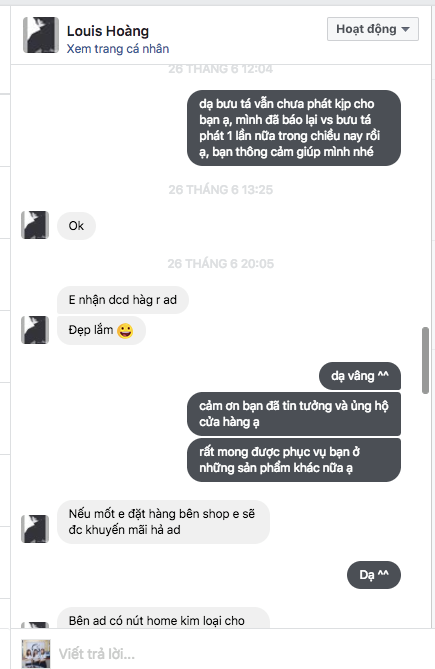 Louis Hoàng
Xem trang cá nhân
Hoạt động
26 THÁNG 6 12:04
dạ bưu tá vẫn chưa phát kịp cho
bạn ạ, mình đã báo lại vs bưu tá
phát 1 lần nữa trong chiều nay rồi
ạ, bạn thông cảm giúp mình nhé
26 THÁNG 6 13:25
Ok
26 THÁNG 6 20:05
E nhận dcd hàg r ad
Đẹp lắm 😀
dạ vâng ^^
cảm ơn bạn đã tin tưởng và ủng hộ
cửa hàng ạ
rất mong được phục vụ bạn ở
những sản phẩm khác nữa ạ
Nếu mốt e đặt hàng bên shop e sẽ
đc khuyến mãi hả ad
Dạ ^^
Bên ad có nút home kim loại cho
Viết trả lời...